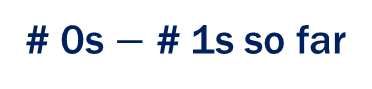 # 0s — # 1s so far